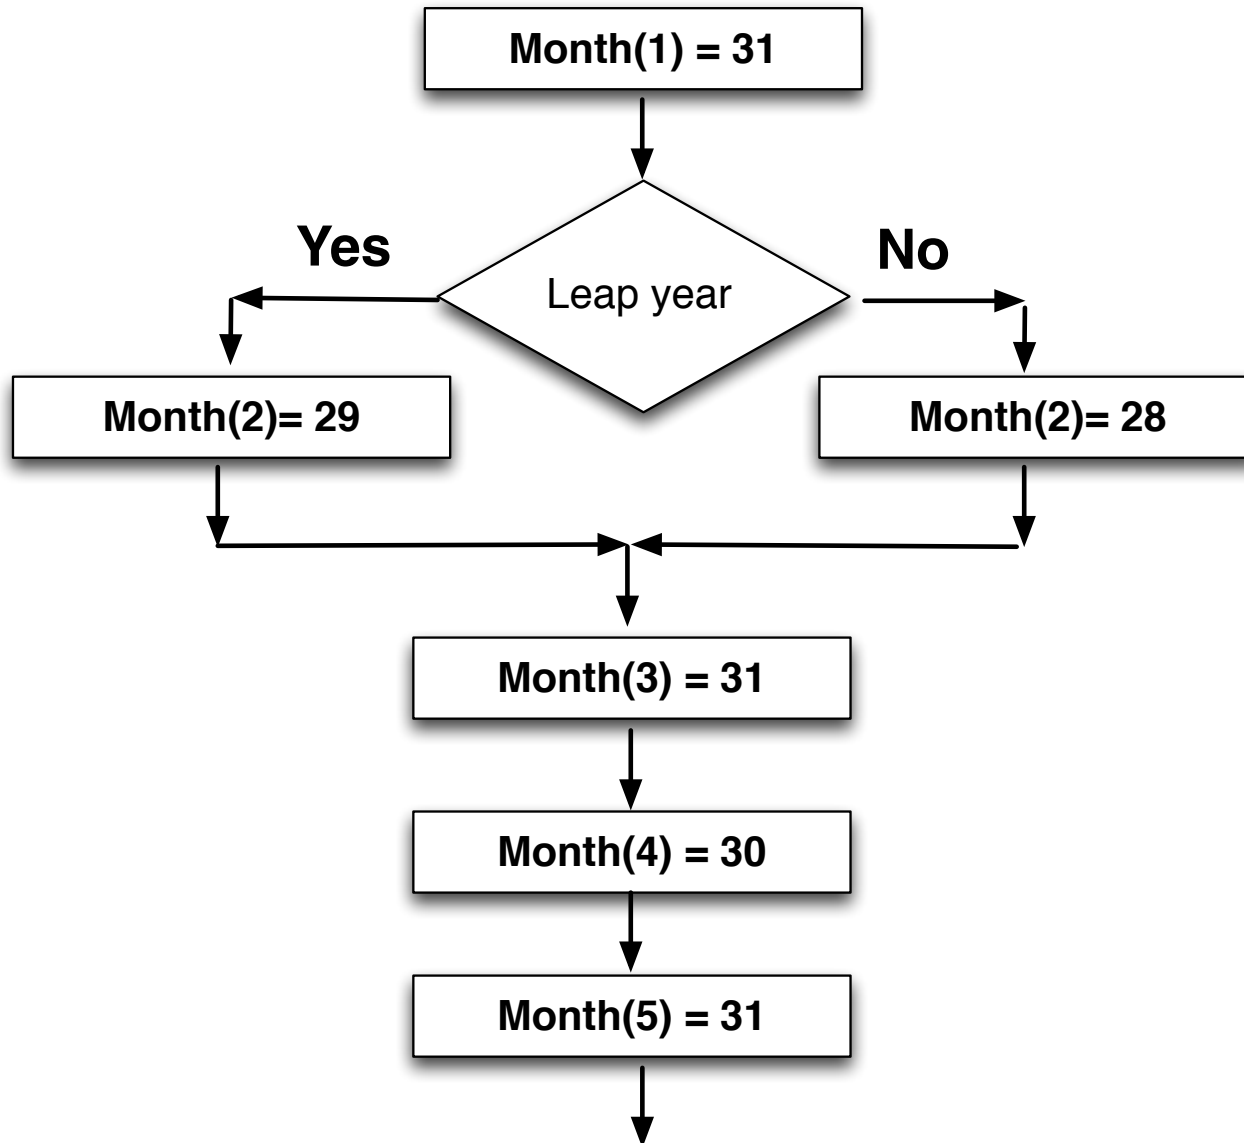 Month(1) = 31
Yes
No
Leap year
Month(2)= 29
Month(2)= 28
Month(3) = 31
Month(4) = 30
Month(5) = 31